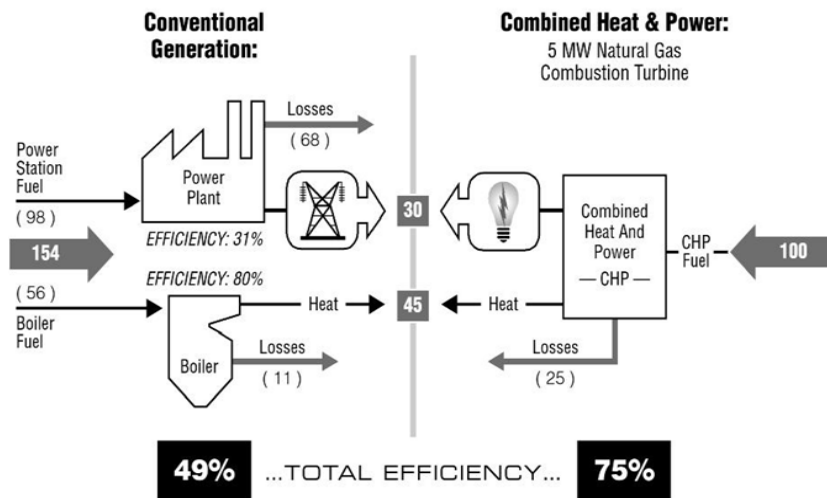 Conventional
Generation:
Combined Heat & Power:
5 MW Natural Gas
Combustion Turbine
Losses
( 68 )
Power
Station
Fuel
( 98 )
Power
Plant
EFFICIENCY: 31%
30
Combined
Heat And
Power
— CHP —
CHP
Fuel
100
154
EFFICIENCY: 80%
( 56 )
Boiler
Fuel
Heat
45
Heat
Boiler
Losses
( 11 )
Losses
( 25 )
49% ...TOTAL EFFICIENCY... 75%